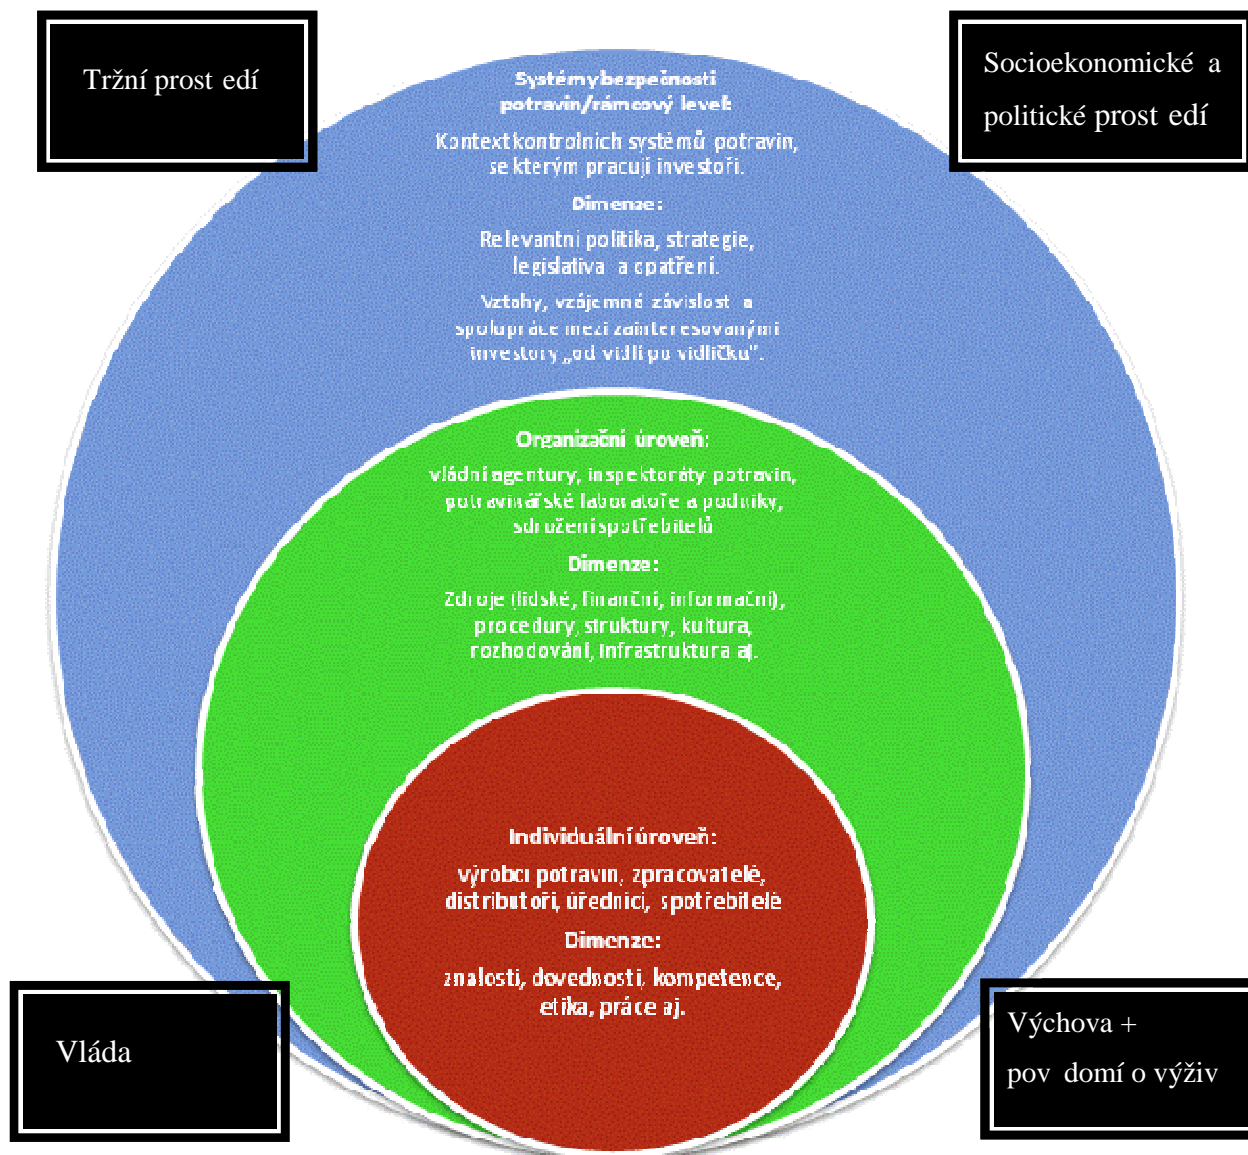 Tržní prost edí
Socioekonomické a
politické prost edí
Systémy bezpečnosti
potravin/rámcový level:
Kontext kontrolních systémů potravin,
se kterým pracují investoři.
Dimenze:
Relevantní politika, strategie,
legislativa a opatření.
Vztahy, vzájemné závislost a
spolupráce mezi zainteresovanými
investory „od vidlí po vidličku".
Organizační úroveň:
vládní agentury, inspektoráty potravin,
potravinářské laboratoře a podniky,
sdružení spotřebitelů
Dimenze:
Zdroje (lidské, finanční, informační),
procedury, struktury, kultura,
rozhodování, infrastruktura aj.
Individuální úroveň:
výrobci potravin, zpracovatelé,
distributoři, úředníci, spotřebitelé
Dimenze:
znalosti, dovednosti, kompetence,
etika, práce aj.
Vláda
Výchova +
pov domí o výživ